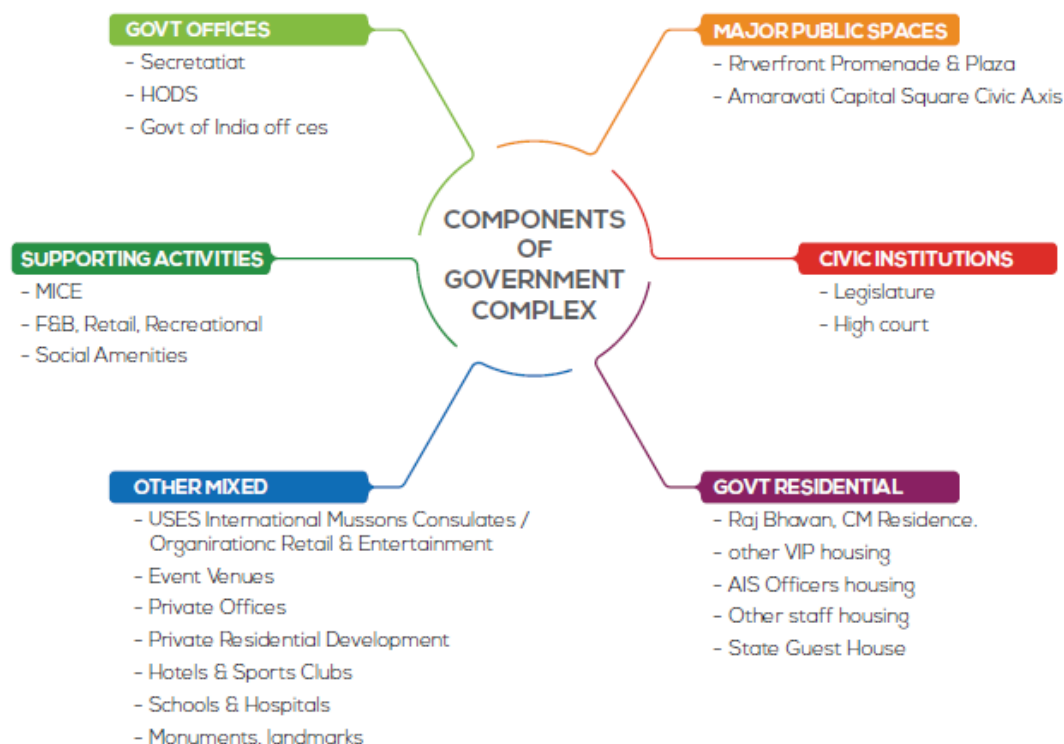 GOVT OFFICES
- Secretatiat
- HODS
- Govt of India off ces
MAJOR PUBLIC SPACES
- Rrverfront Promenade & Plaza
- Amaravati Capital Square Civic Axis
COMPONENTS
OF
GOVERNMENT
COMPLEX
SUPPORTING ACTIVITIES
- MICE
- F&B, Retail, Recreational
- Social Amenities
CIVIC INSTITUTIONS
- Legislature
- High court
OTHER MIXED
- USES International Mussons Consulates /
Organirationc Retail & Entertainment
- Event Venues
- Private Offices
- Private Residential Development
- Hotels & Sports Clubs
- Schools & Hospitals
- Monuments, landmarks
GOVT RESIDENTIAL
- Raj Bhavan, CM Residence.
- other VIP housing
- AIS Officers housing
- Other staff housing
- State Guest House